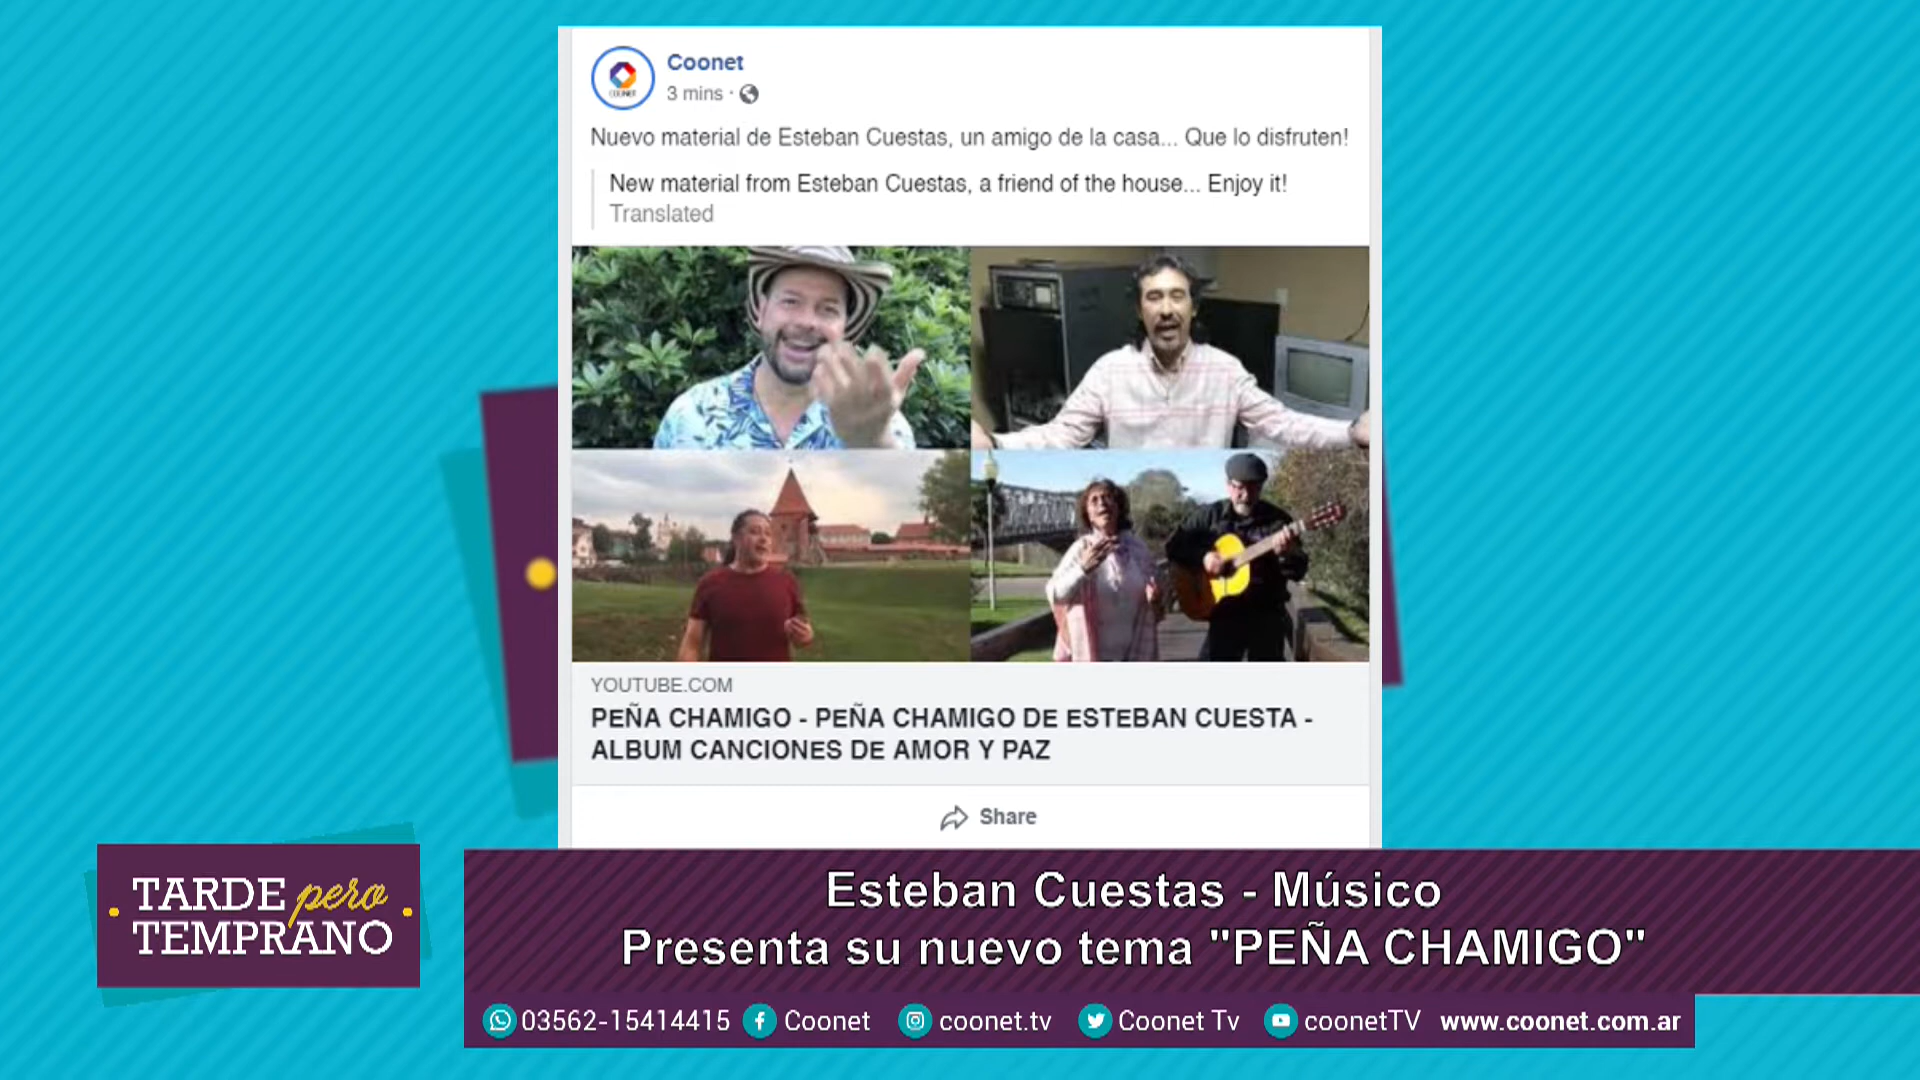 COONET
Coonet
3 mins ·
Nuevo material de Esteban Cuestas, un amigo de la casa... Que lo disfruten!
New material from Esteban Cuestas, a friend of the house... Enjoy it!
Translated
YOUTUBE.COM
PEÑA CHAMIGO - PEÑA CHAMIGO DE ESTEBAN CUESTA -
ALBUM CANCIONES DE AMOR Y PAZ
Share
TARDE pero
TEMPRANO
Esteban Cuestas - Músico
Presenta su nuevo tema "PEÑA CHAMIGO"
03562-15414415 Coonet coonet.tv Coonet Tv coonetTV www.coonet.com.ar